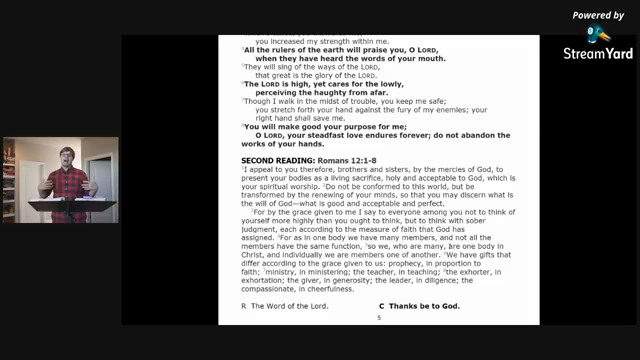 Powered by
StreamYard
you increased my strength within me.
4All the rulers of the earth will praise you, O LORD,
when they have heard the words of your mouth.
5They will sing of the ways of the LORD,
that great is the glory of the LORD.
6The LORD is high, yet cares for the lowly,
perceiving the haughty from afar.
7Though I walk in the midst of trouble, you keep me safe;
you stretch forth your hand against the fury of my enemies; your
right hand shall save me.
8You will make good your purpose for me;
O LORD, your steadfast love endures forever; do not abandon the
works of your hands.
SECOND READING: Romans 12:1-8
1I appeal to you therefore, brothers and sisters, by the mercies of God, to
present your bodies as a living sacrifice, holy and acceptable to God, which is
your spiritual worship. 2Do not be conformed to this world, but be
transformed by the renewing of your minds, so that you may discern what is
the will of God—what is good and acceptable and perfect.
3For by the grace given to me I say to everyone among you not to think of
yourself more highly than you ought to think, but to think with sober
judgment, each according to the measure of faith that God has
assigned. 4For as in one body we have many members, and not all the
members have the same function, 5so we, who are many, are one body in
Christ, and individually we are members one of another. 6We have gifts that
differ according to the grace given to us: prophecy, in proportion to
faith; 7ministry, in ministering; the teacher, in teaching; 8the exhorter, in
exhortation; the giver, in generosity; the leader, in diligence; the
compassionate, in cheerfulness.
R The Word of the Lord. C Thanks be to God.
5